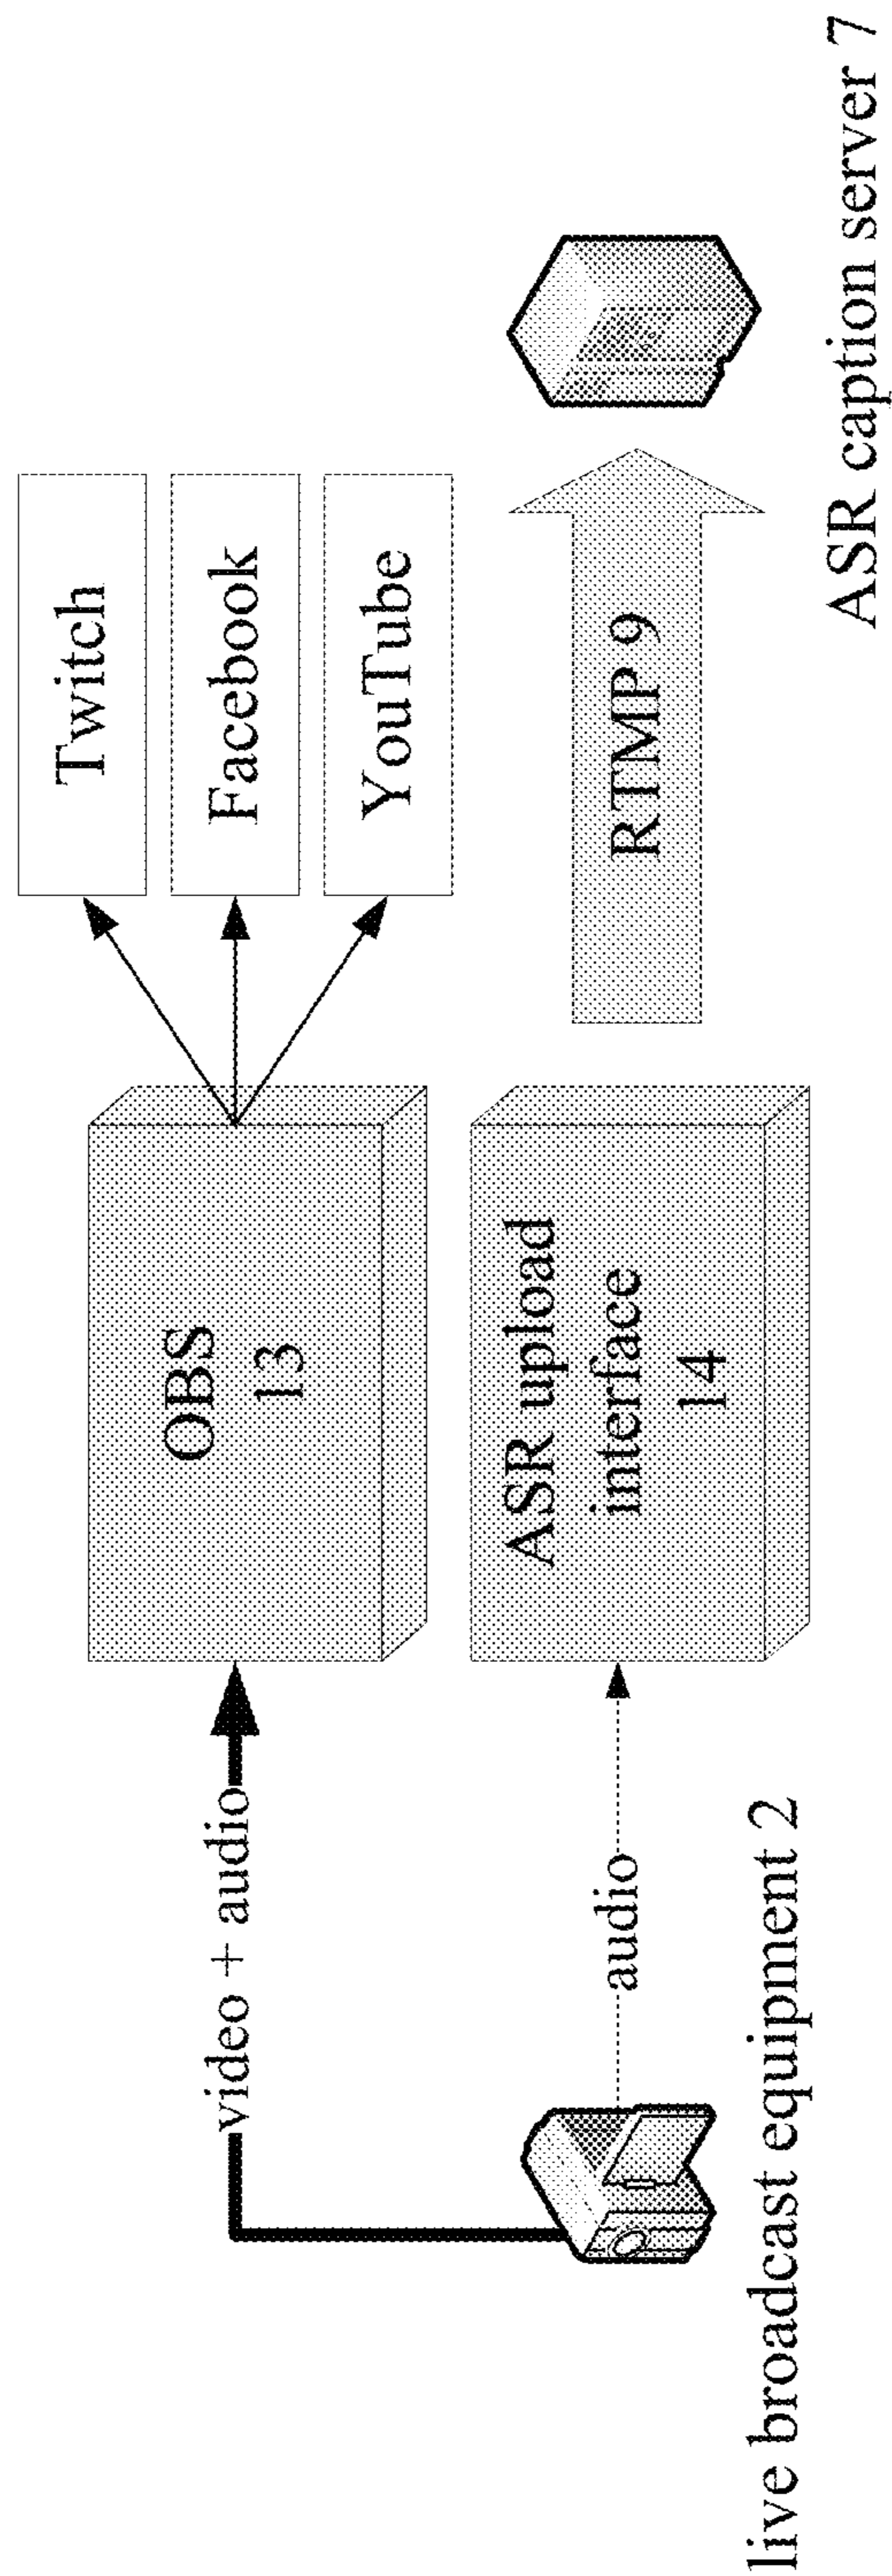 video + audio
OBS
13
Twitch
Facebook
YouTube
audio
ASR upload
interface
14
RTMP 9
live broadcast equipment 2
ASR caption server 7